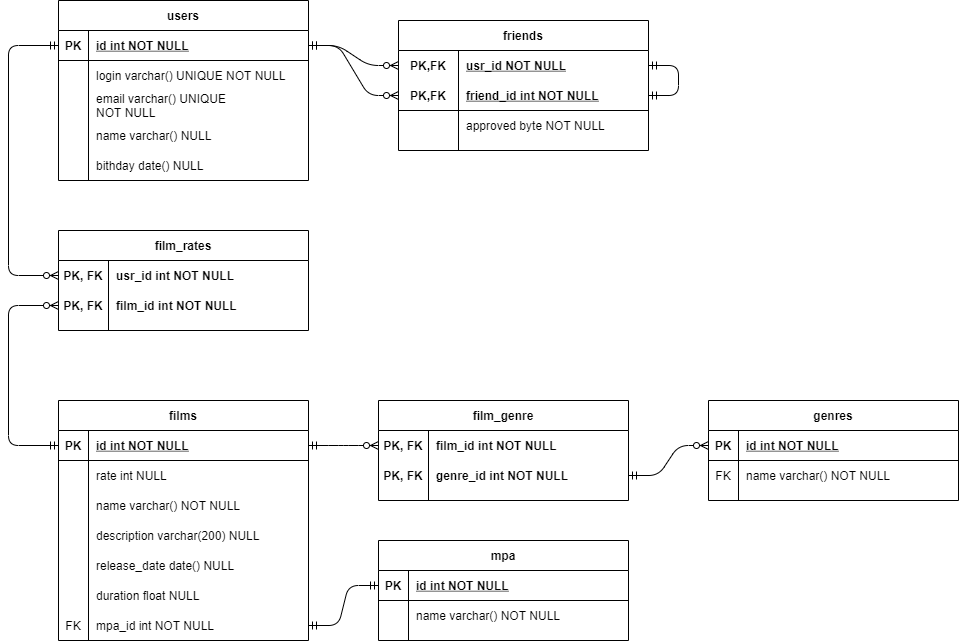 users
PK id int NOT NULL
login varchar() UNIQUE NOT NULL
email varchar() UNIQUE
NOT NULL
name varchar() NULL
bithday date() NULL
friends
PK,FK usr_id NOT NULL
PK,FK friend_id int NOT NULL
approved byte NOT NULL
film_rates
PK, FK usr_id int NOT NULL
PK, FK film_id int NOT NULL
films
PK id int NOT NULL
rate int NULL
name varchar() NOT NULL
description varchar(200) NULL
release_date date() NULL
duration float NULL
FK mpa_id int NOT NULL
film_genre
PK, FK film_id int NOT NULL
PK, FK genre_id int NOT NULL
genres
PK id int NOT NULL
FK name varchar() NOT NULL
mpa
PK id int NOT NULL
name varchar() NOT NULL